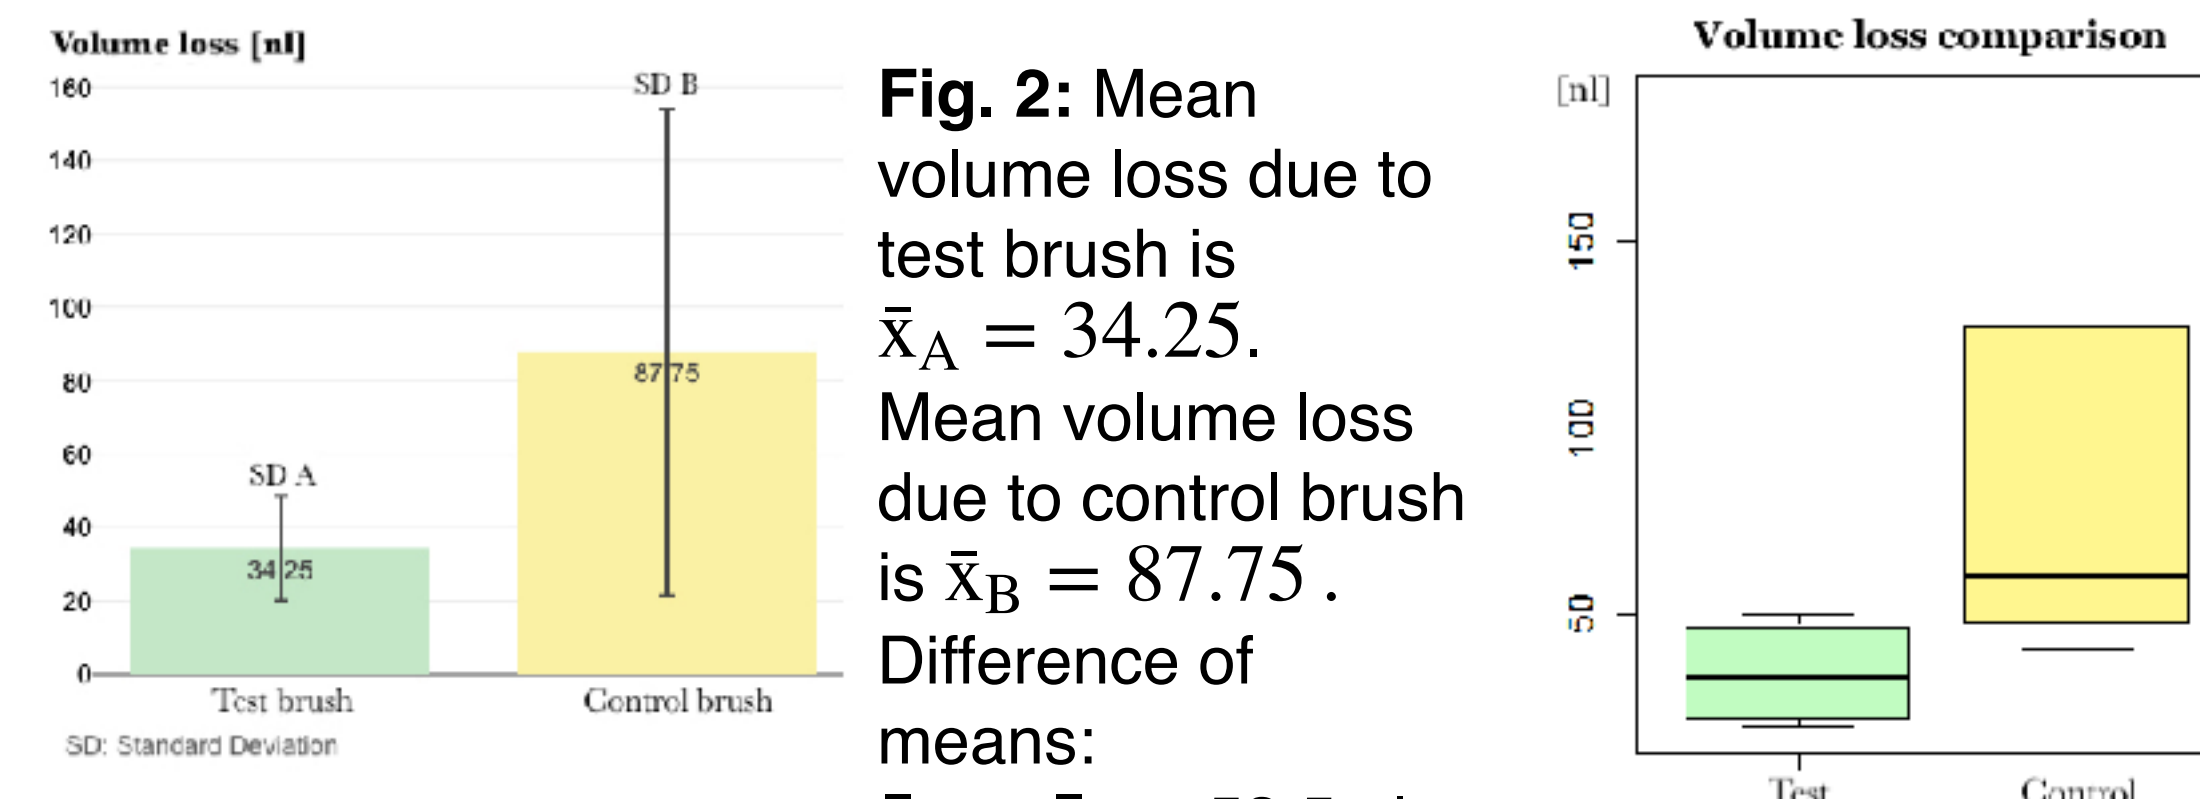 Volume loss [nl]
160
140
120
100
80
60
40
20
0
SD A
34.25
SD B
87.75
Test brush
Control brush
SD: Standard Deviation
Fig. 2: Mean
volume loss due to
test brush is
x̄A = 34.25.
Mean volume loss
due to control brush
is x̄B = 87.75 .
Difference of
means:
Volume loss comparison
[nl]
150
100
50
Test
Control